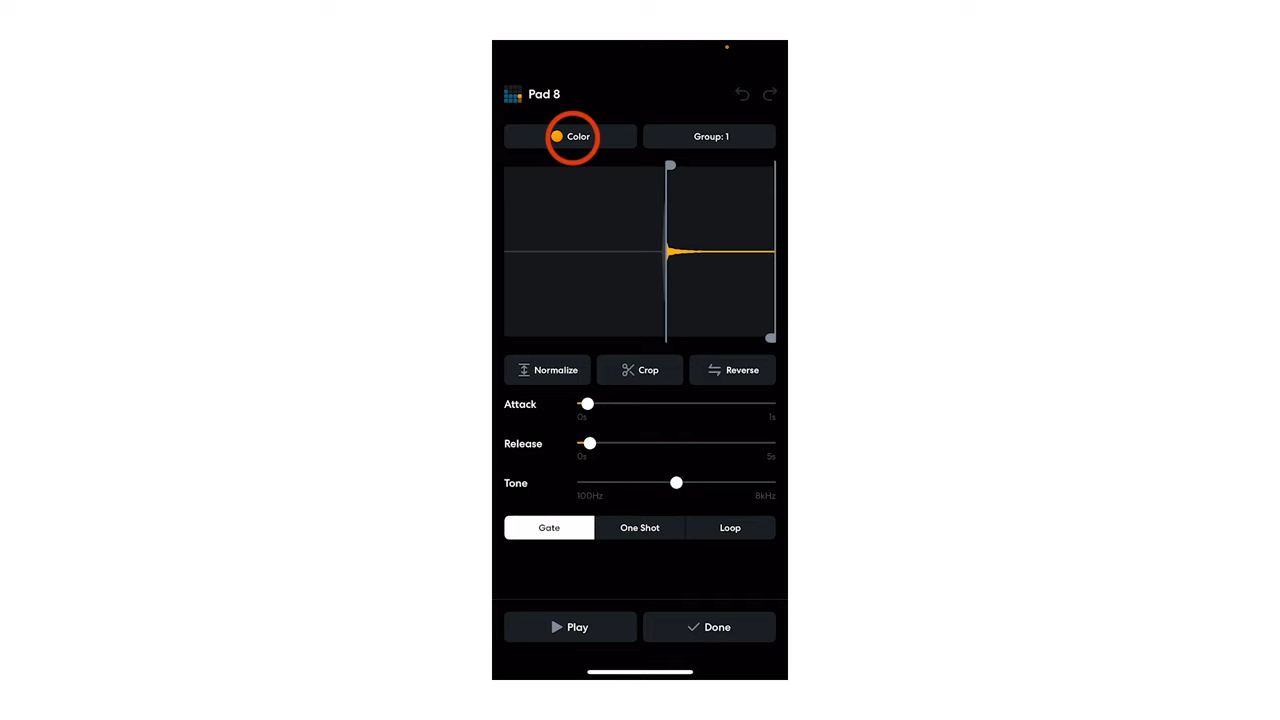 Pad 8
Color
Group: 1
Normalize
Crop
Reverse
Attack
0s
1s
Release
0s
5s
Tone
100Hz
8kHz
Gate
One Shot
Loop
Play
Done